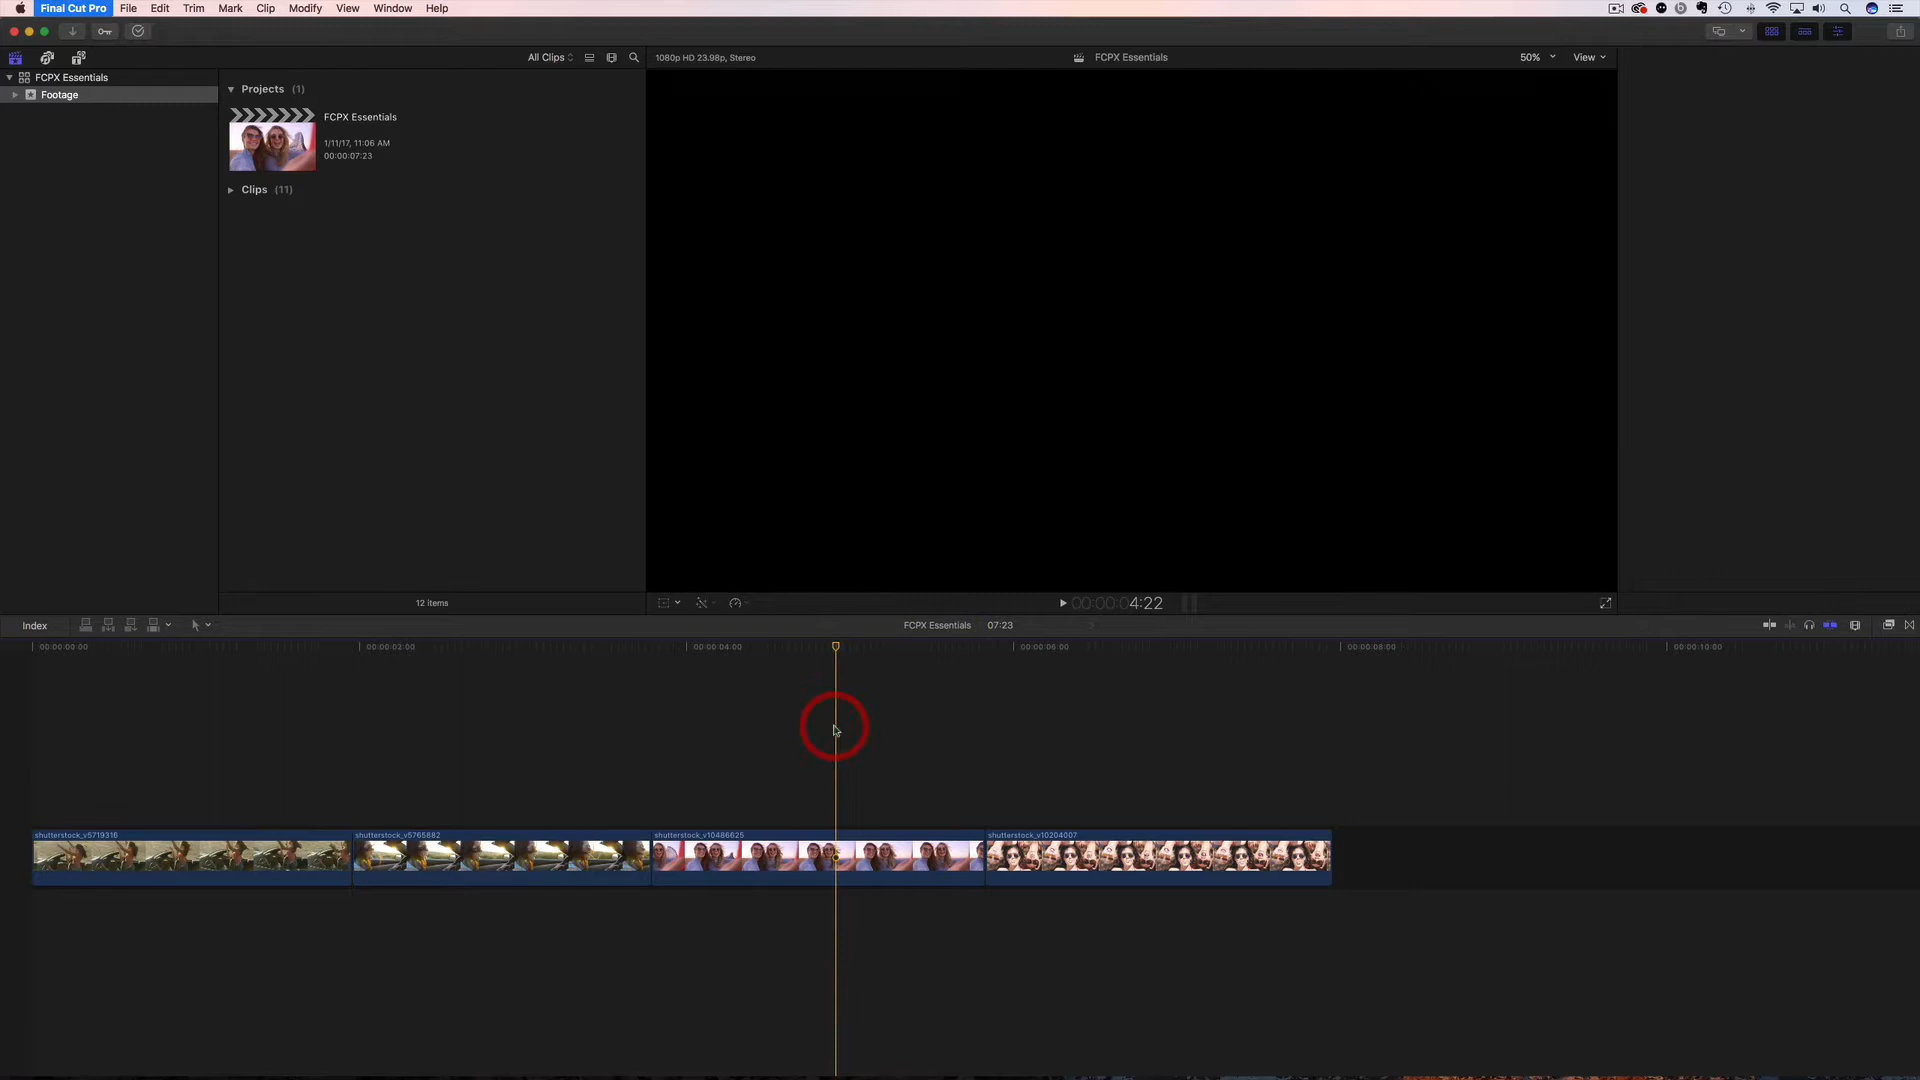 Final Cut Pro File Edit Trim Mark Clip Modify View Window Help
All Clips
1080p HD 23.98p, Stereo
FCPX Essentials
50%
View
FCPX Essentials
Footage
Projects (1)
FCPX Essentials
1/11/17, 11:06 AM
00:00:07:23
Clips (11)
12 items
00:00:04:22
Index
FCPX Essentials
07:23
00:00:00:00
00:00:02:00
00:00:04:00
00:00:06:00
00:00:08:00
00:00:10:00
shutterstock_v5719316
shutterstock_v5765882
shutterstock_v10486625
shutterstock_v10204007